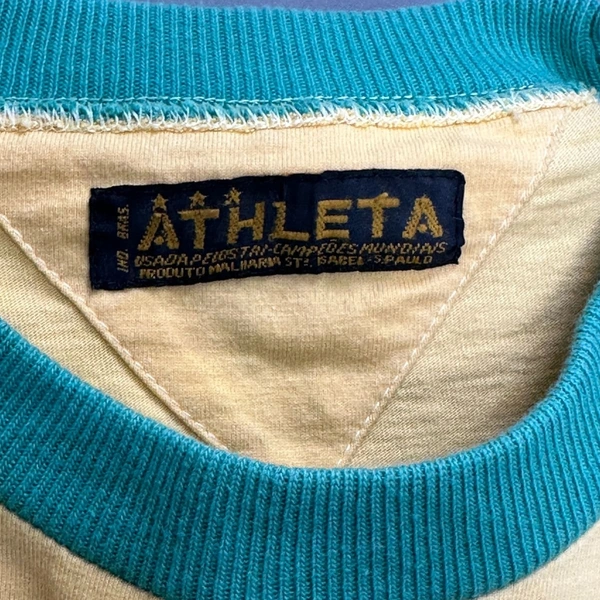 IND. BRAS.
ATHLETA
USADA PELOS TRI-CAMPEÕES MUNDIAIS
PRODUTO MALHARIA STA. ISABEL - S. PAULO